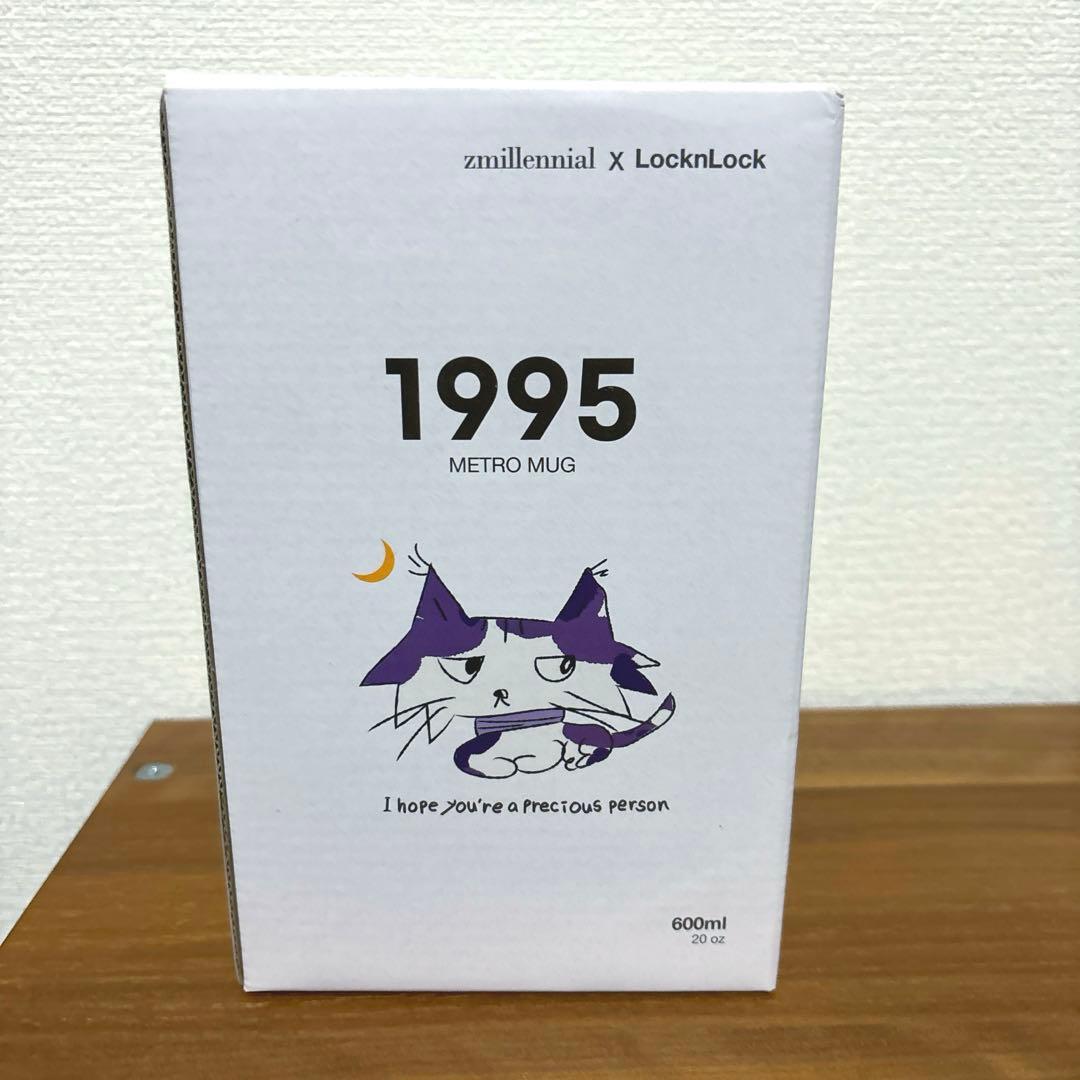 zmillennial X LocknLock
1995
METRO MUG
I hope you're a precious person
600ml
20 oz